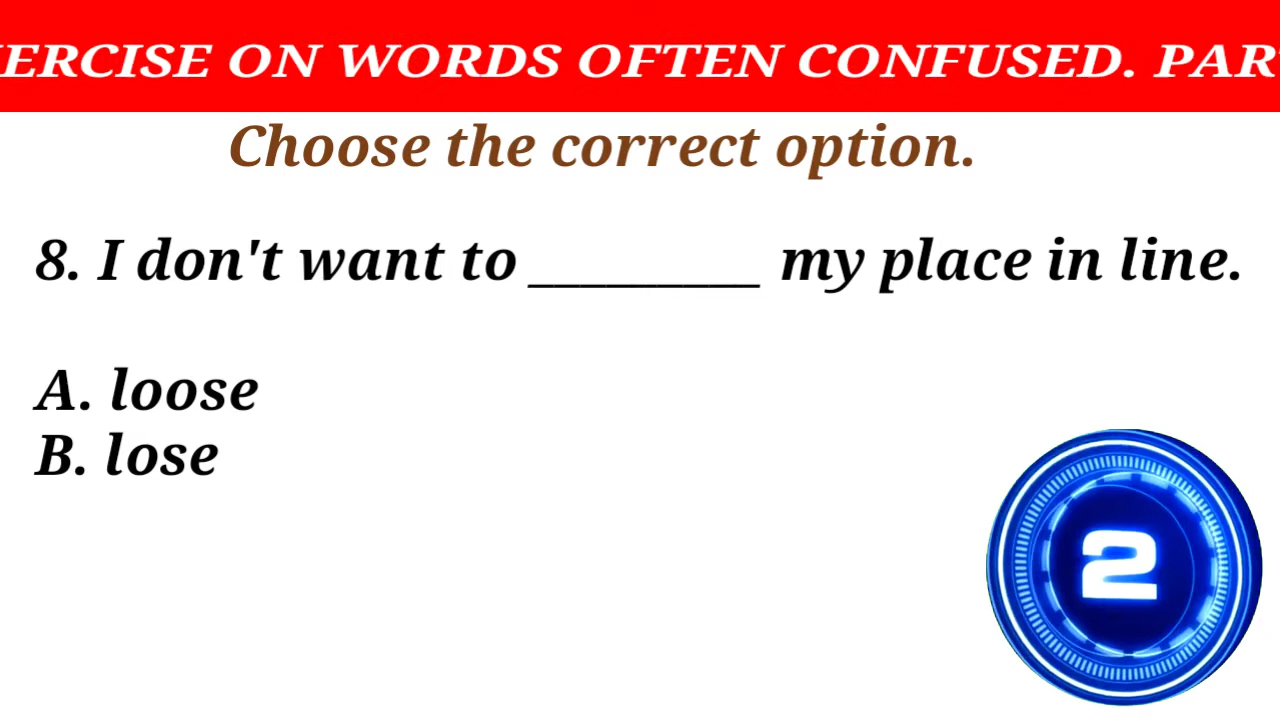 ERCISE ON WORDS OFTEN CONFUSED. PAR
Choose the correct option.
8. I don't want to _________ my place in line.
A. loose
B. lose
2